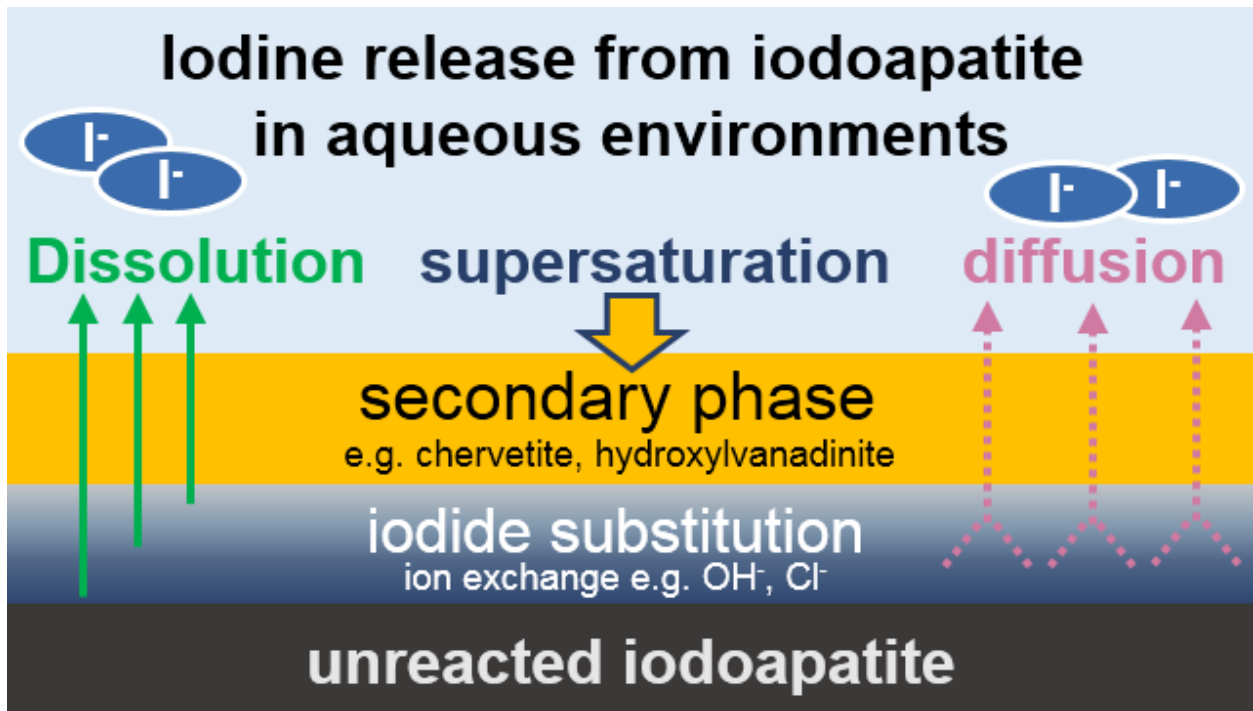 Iodine release from iodoapatite
in aqueous environments
I-
I-
I-
I-
Dissolution
supersaturation
diffusion
secondary phase
e.g. chervetite, hydroxylvanadinite
iodide substitution
ion exchange e.g. OH-, Cl-
unreacted iodoapatite